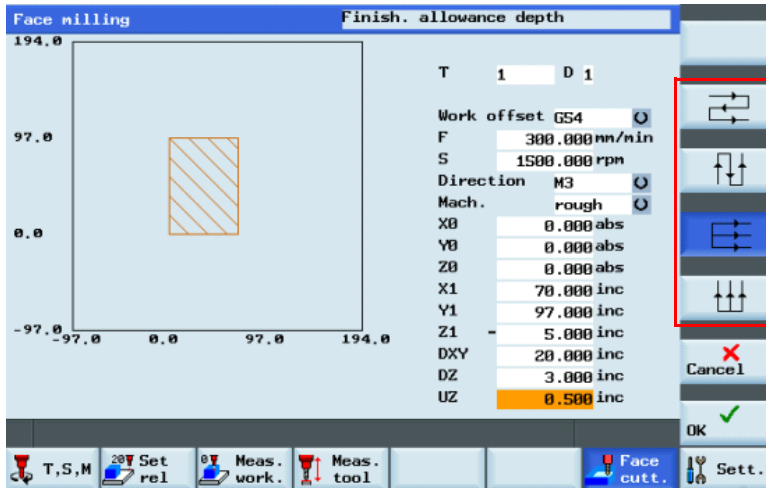 Face milling Finish. allowance depth
194.0
97.0
0.0
-97.0
-97.0 0.0 97.0 194.0
T 1 D 1
Work offset G54
F 300.000 mm/min
S 1500.000 rpm
Direction M3
Mach. rough
X0 0.000 abs
Y0 0.000 abs
Z0 0.000 abs
X1 70.000 inc
Y1 97.000 inc
Z1 - 5.000 inc
DXY 20.000 inc
DZ 3.000 inc
UZ 0.500 inc
Cancel
OK
T,S,M
20 Set rel
0 Meas. work.
Meas. tool
Face cutt.
Sett.